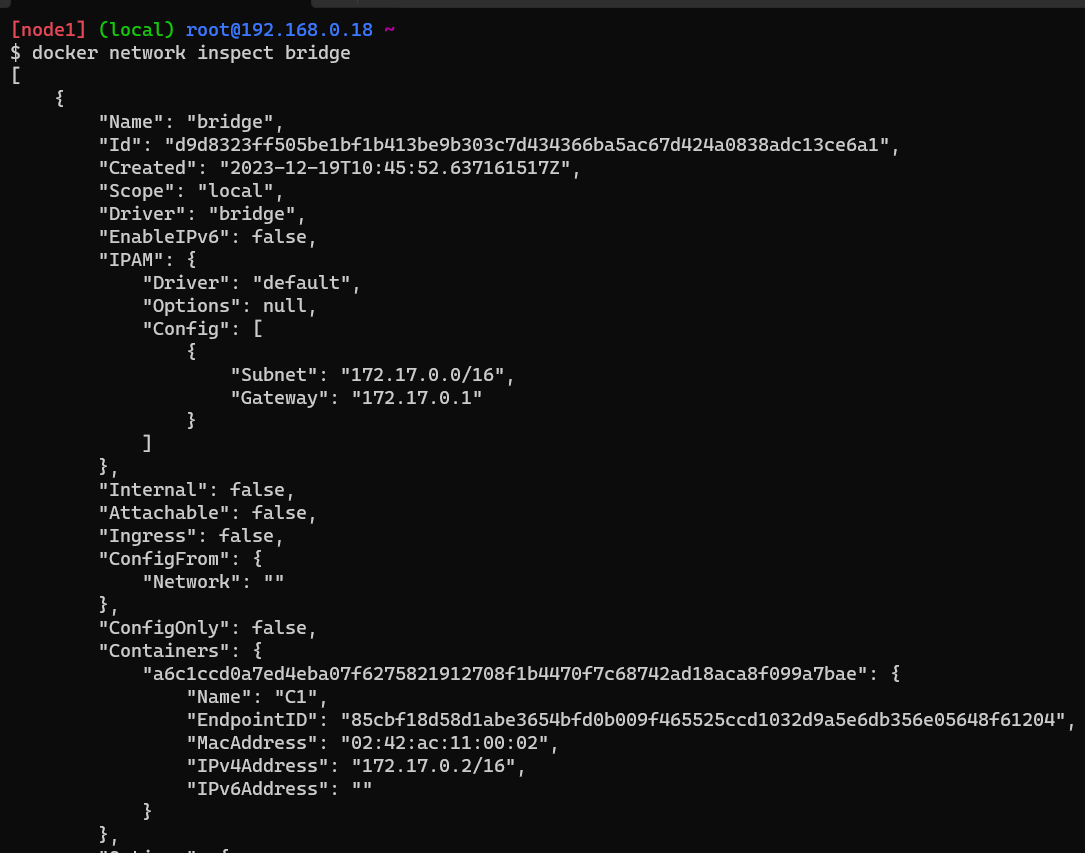 [node1] (local) root@192.168.0.18 ~
$ docker network inspect bridge
[
    {
        "Name": "bridge",
        "Id": "d9d8323ff505be1bf1b413be9b303c7d434366ba5ac67d424a0838adc13ce6a1",
        "Created": "2023-12-19T10:45:52.637161517Z",
        "Scope": "local",
        "Driver": "bridge",
        "EnableIPv6": false,
        "IPAM": {
            "Driver": "default",
            "Options": null,
            "Config": [
                {
                    "Subnet": "172.17.0.0/16",
                    "Gateway": "172.17.0.1"
                }
            ]
        },
        "Internal": false,
        "Attachable": false,
        "Ingress": false,
        "ConfigFrom": {
            "Network": ""
        },
        "ConfigOnly": false,
        "Containers": {
            "a6c1ccd0a7ed4eba07f6275821912708f1b4470f7c68742ad18aca8f099a7bae": {
                "Name": "C1",
                "EndpointID": "85cbf18d58d1abe3654bfd0b009f465525ccd1032d9a5e6db356e05648f61204",
                "MacAddress": "02:42:ac:11:00:02",
                "IPv4Address": "172.17.0.2/16",
                "IPv6Address": ""
            }
        },